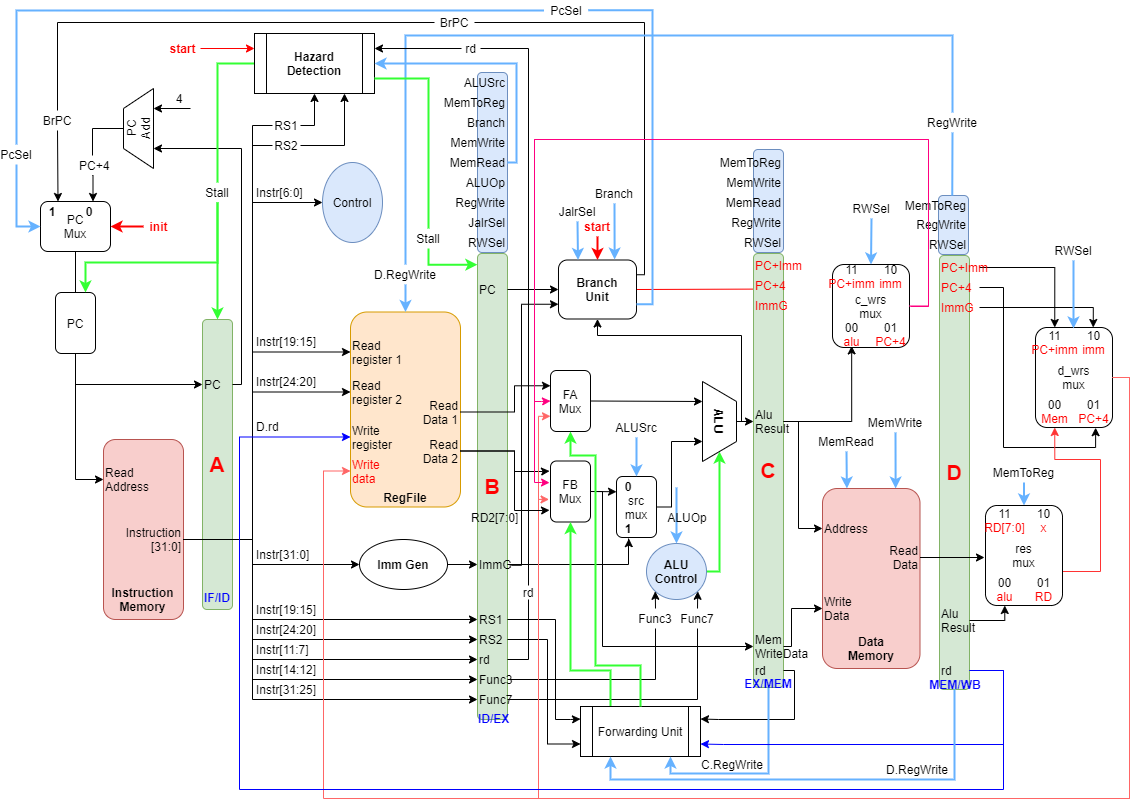 PcSel
BrPC
start
Hazard
Detection
rd
ALUSrc
MemToReg
Branch
MemWrite
MemRead
ALUOp
RegWrite
JalrSel
RWSel
4
PC
Add
BrPC
PC+4
PcSel
RS1
RS2
RegWrite
Stall
Instr[6:0]
Control
1
0
PC
Mux
init
Stall
D.RegWrite
JalrSel
Branch
start
MemToReg
MemWrite
MemRead
RegWrite
RWSel
RWSel
MemToReg
RegWrite
RWSel
RWSel
PC
PC
Branch
Unit
PC+Imm
PC+4
ImmG
11
10
PC+imm
imm
c_wrs
mux
00
01
alu
PC+4
PC+Imm
PC+4
ImmG
11
10
PC+imm
imm
d_wrs
mux
00
01
Mem
PC+4
Instr[19:15]
Read
register 1
Instr[24:20]
Read
register 2
Read
Data 1
D.rd
Write
register
Read
Data 2
Write
data
RegFile
PC
FA
Mux
ALU
Alu
Result
ALUSrc
MemRead
MemWrite
Read
Address
Instruction
[31:0]
Instruction
Memory
A
IF/ID
B
FB
Mux
0
src
mux
1
RD2[7:0]
ALUOp
C
D
MemToReg
11
10
RD[7:0]
x
res
mux
00
01
alu
RD
Address
Read
Data
Write
Data
Data
Memory
Instr[31:0]
Imm Gen
ImmG
ALU
Control
rd
Func3
Func7
Alu
Result
Instr[19:15]
RS1
Instr[24:20]
RS2
Instr[11:7]
rd
Instr[14:12]
Func3
Instr[31:25]
Func7
ID/EX
Mem
WriteData
rd
EX/MEM
rd
MEM/WB
Forwarding Unit
C.RegWrite
D.RegWrite